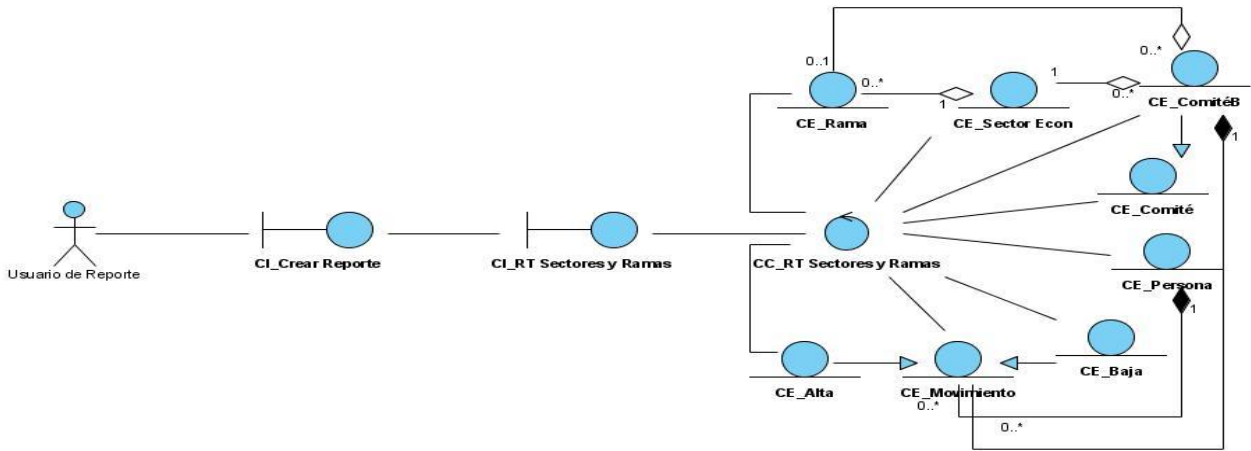 0..1
0..*
0..*
1
1
0..*
CE_Rama
CE_Sector Econ
CE_ComitéB
1
CE_Comité
Usuario de Reporte
CI_Crear Reporte
CI_RT Sectores y Ramas
CC_RT Sectores y Ramas
CE_Persona
1
CE_Alta
CE_Movimiento
CE_Baja
0..*
0..*